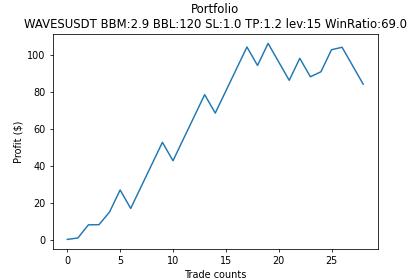 Portfolio
WAVESUSDT BBM:2.9 BBL:120 SL:1.0 TP:1.2 lev:15 WinRatio:69.0
100
80
60
40
20
0
Profit ($)
0 5 10 15 20 25
Trade counts